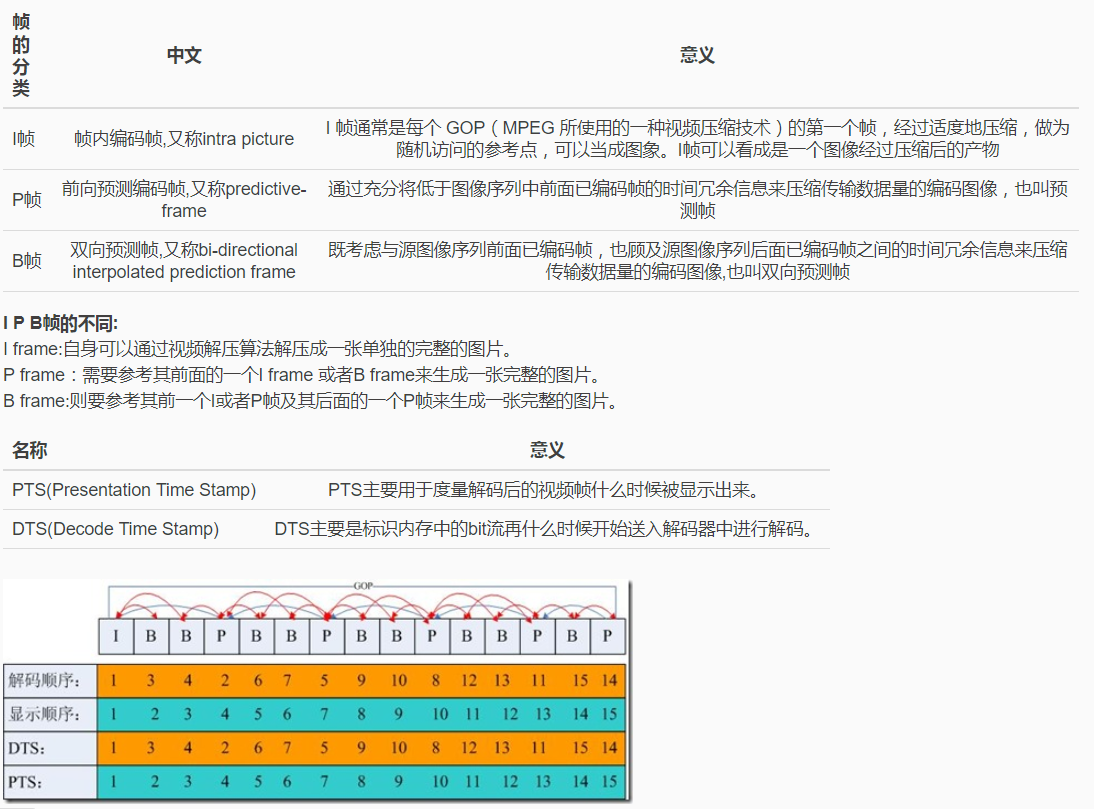 帧的分类 中文 意义
I帧 帧内编码帧,又称intra picture I 帧通常是每个 GOP（MPEG 所使用的一种视频压缩技术）的第一个帧，经过适度地压缩，做为
随机访问的参考点，可以当成图象。I帧可以看成是一个图像经过压缩后的产物
P帧 前向预测编码帧,又称predictive-
frame 通过充分将低于图像序列中前面已编码帧的时间冗余信息来压缩传输数据量的编码图像，也叫预
测帧
B帧 双向预测帧,又称bi-directional
interpolated prediction frame 既考虑与源图像序列前面已编码帧，也顾及源图像序列后面已编码帧之间的时间冗余信息来压缩
传输数据量的编码图像,也叫双向预测帧
I P B帧的不同:
I frame:自身可以通过视频解压算法解压成一张单独的完整的图片。
P frame：需要参考其前面的一个I frame 或者B frame来生成一张完整的图片。
B frame:则要参考其前一个I或者P帧及其后面的一个P帧来生成一张完整的图片。
名称 意义
PTS(Presentation Time Stamp) PTS主要用于度量解码后的视频帧什么时候被显示出来。
DTS(Decode Time Stamp) DTS主要是标识内存中的bit流再什么时候开始送入解码器中进行解码。
GOP
I B B P B B P B B P B B P B P
解码顺序： 1 3 4 2 6 7 5 9 10 8 12 13 11 15 14
显示顺序： 1 2 3 4 5 6 7 8 9 10 11 12 13 14 15
DTS： 1 3 4 2 6 7 5 9 10 8 12 13 11 15 14
PTS： 1 2 3 4 5 6 7 8 9 10 11 12 13 14 15